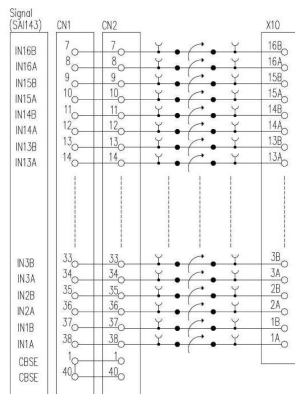 Signal
(SAI143) CN1 CN2 X10
IN16B 7 7 16B
IN16A 8 8 16A
IN15B 9 9 15B
IN15A 10 10 15A
IN14B 11 11 14B
IN14A 12 12 14A
IN13B 13 13 13B
IN13A 14 14 13A
IN3B 33 33 3B
IN3A 34 34 3A
IN2B 35 35 2B
IN2A 36 36 2A
IN1B 37 37 1B
IN1A 38 38 1A
CBSE 1 1
CBSE 40 40